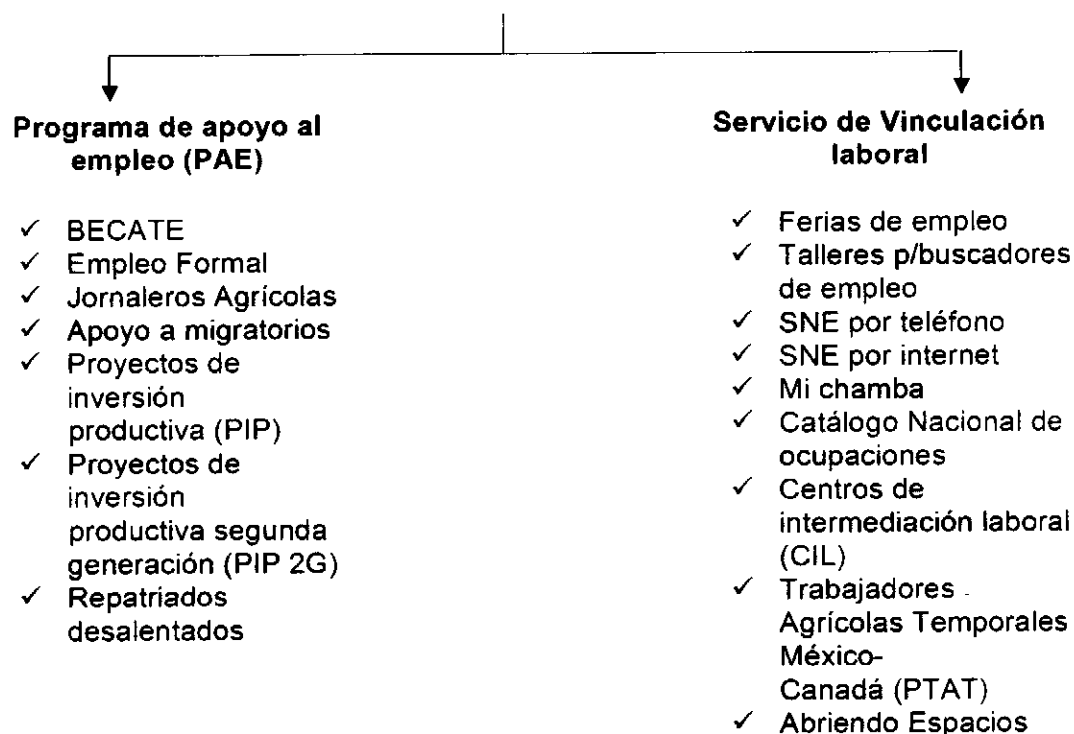 Programa de apoyo al
empleo (PAE)
✓ BECATE
✓ Empleo Formal
✓ Jornaleros Agrícolas
✓ Apoyo a migratorios
✓ Proyectos de
inversión
productiva (PIP)
✓ Proyectos de
inversión
productiva segunda
generación (PIP 2G)
✓ Repatriados
desalentados
Servicio de Vinculación
laboral
✓ Ferias de empleo
✓ Talleres p/buscadores
de empleo
✓ SNE por teléfono
✓ SNE por internet
✓ Mi chamba
✓ Catálogo Nacional de
ocupaciones
✓ Centros de
intermediación laboral
(CIL)
✓ Trabajadores
Agrícolas Temporales
México-
Canadá (PTAT)
✓ Abriendo Espacios